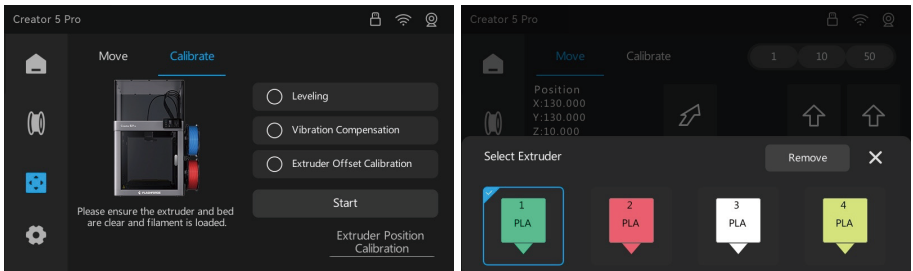 Creator 5 Pro
Move
Calibrate
Leveling
Vibration Compensation
Extruder Offset Calibration
Start
Please ensure the extruder and bed
are clear and filament is loaded.
Extruder Position
Calibration
Creator 5 Pro
Move
Calibrate
1
10
50
Position
X:130.000
Y:130.000
Z:10.000
Select Extruder
Remove
1
PLA
2
PLA
3
PLA
4
PLA